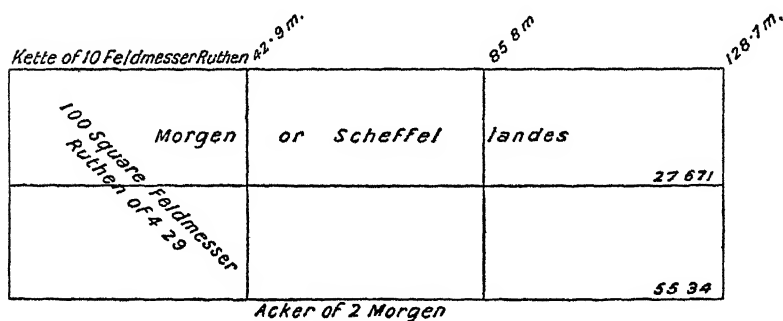 42·9 m.
85 8 m
128·7 m.
Kette of 10 Feldmesser Ruthen
100 Square Feldmesser
Ruthen of 4 29
Morgen or Scheffel landes
27 671
55 34
Acker of 2 Morgen